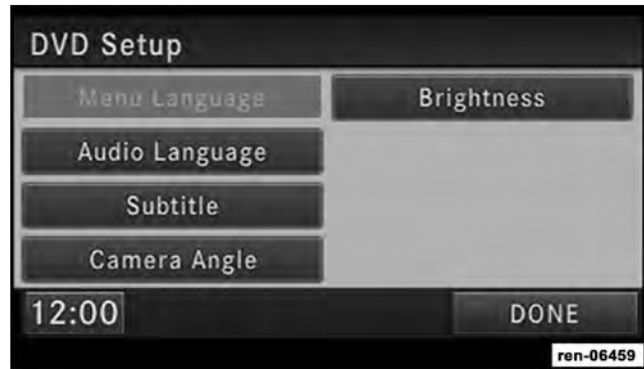 DVD Setup
Menu Language
Brightness
Audio Language
Subtitle
Camera Angle
12:00
DONE
ren-06459